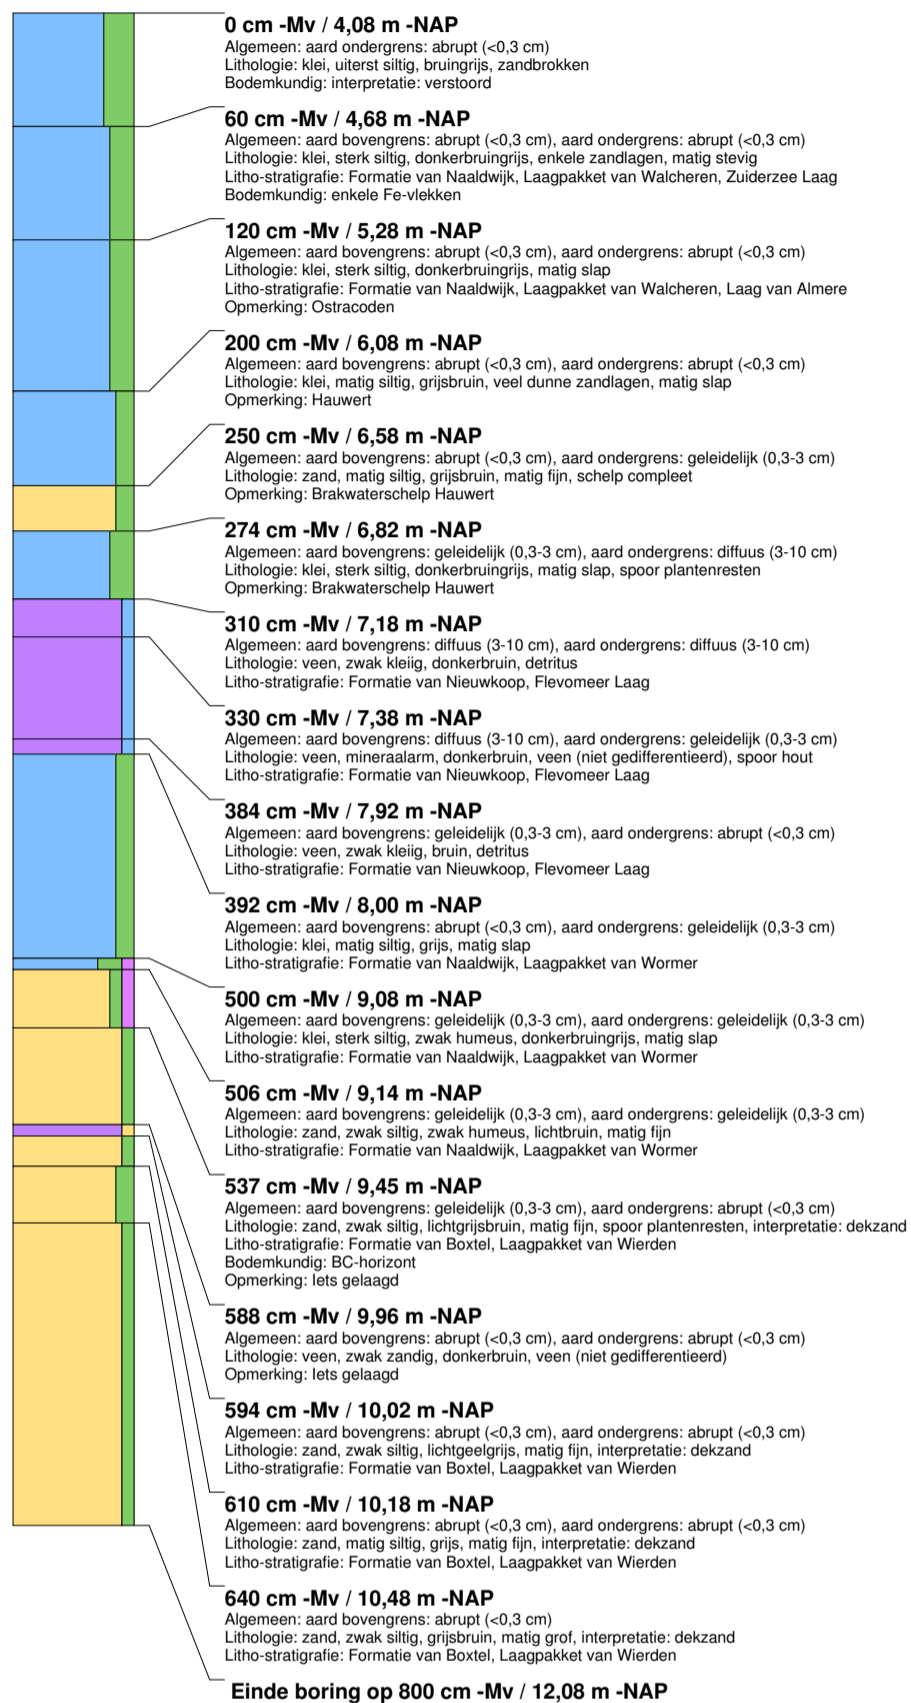 0 cm -Mv / 4,08 m -NAP
Algemeen: aard ondergrens: abrupt (<0,3 cm)
Lithologie: klei, uiterst siltig, bruingrijs, zandbrokken
Bodemkundig: interpretatie: verstoord
60 cm -Mv / 4,68 m -NAP
Algemeen: aard bovengrens: abrupt (<0,3 cm), aard ondergrens: abrupt (<0,3 cm)
Lithologie: klei, sterk siltig, donkerbruingrijs, enkele zandlagen, matig stevig
Litho-stratigrafie: Formatie van Naaldwijk, Laagpakket van Walcheren, Zuiderzee Laag
Bodemkundig: enkele Fe-vlekken
120 cm -Mv / 5,28 m -NAP
Algemeen: aard bovengrens: abrupt (<0,3 cm), aard ondergrens: abrupt (<0,3 cm)
Lithologie: klei, sterk siltig, donkerbruingrijs, matig slap
Litho-stratigrafie: Formatie van Naaldwijk, Laagpakket van Walcheren, Laag van Almere
Opmerking: Ostracoden
200 cm -Mv / 6,08 m -NAP
Algemeen: aard bovengrens: abrupt (<0,3 cm), aard ondergrens: abrupt (<0,3 cm)
Lithologie: klei, matig siltig, grijsbruin, veel dunne zandlagen, matig slap
Opmerking: Hauwert
250 cm -Mv / 6,58 m -NAP
Algemeen: aard bovengrens: abrupt (<0,3 cm), aard ondergrens: geleidelijk (0,3-3 cm)
Lithologie: zand, matig siltig, grijsbruin, matig fijn, schelp compleet
Opmerking: Brakwaterschelp Hauwert
274 cm -Mv / 6,82 m -NAP
Algemeen: aard bovengrens: geleidelijk (0,3-3 cm), aard ondergrens: diffuus (3-10 cm)
Lithologie: klei, sterk siltig, donkerbruingrijs, matig slap, spoor plantenresten
Opmerking: Brakwaterschelp Hauwert
310 cm -Mv / 7,18 m -NAP
Algemeen: aard bovengrens: diffuus (3-10 cm), aard ondergrens: diffuus (3-10 cm)
Lithologie: veen, zwak kleiig, donkerbruin, detritus
Litho-stratigrafie: Formatie van Nieuwkoop, Flevomeer Laag
330 cm -Mv / 7,38 m -NAP
Algemeen: aard bovengrens: diffuus (3-10 cm), aard ondergrens: geleidelijk (0,3-3 cm)
Lithologie: veen, mineraalarm, donkerbruin, veen (niet gedifferentieerd), spoor hout
Litho-stratigrafie: Formatie van Nieuwkoop, Flevomeer Laag
384 cm -Mv / 7,92 m -NAP
Algemeen: aard bovengrens: geleidelijk (0,3-3 cm), aard ondergrens: abrupt (<0,3 cm)
Lithologie: veen, zwak kleiig, bruin, detritus
Litho-stratigrafie: Formatie van Nieuwkoop, Flevomeer Laag
392 cm -Mv / 8,00 m -NAP
Algemeen: aard bovengrens: abrupt (<0,3 cm), aard ondergrens: geleidelijk (0,3-3 cm)
Lithologie: klei, matig siltig, grijs, matig slap
Litho-stratigrafie: Formatie van Naaldwijk, Laagpakket van Wormer
500 cm -Mv / 9,08 m -NAP
Algemeen: aard bovengrens: geleidelijk (0,3-3 cm), aard ondergrens: geleidelijk (0,3-3 cm)
Lithologie: klei, sterk siltig, zwak humeus, donkerbruingrijs, matig slap
Litho-stratigrafie: Formatie van Naaldwijk, Laagpakket van Wormer
506 cm -Mv / 9,14 m -NAP
Algemeen: aard bovengrens: geleidelijk (0,3-3 cm), aard ondergrens: geleidelijk (0,3-3 cm)
Lithologie: zand, zwak siltig, zwak humeus, lichtbruin, matig fijn
Litho-stratigrafie: Formatie van Naaldwijk, Laagpakket van Wormer
537 cm -Mv / 9,45 m -NAP
Algemeen: aard bovengrens: geleidelijk (0,3-3 cm), aard ondergrens: abrupt (<0,3 cm)
Lithologie: zand, zwak siltig, lichtgrijsbruin, matig fijn, spoor plantenresten, interpretatie: dekzand
Litho-stratigrafie: Formatie van Boxtel, Laagpakket van Wierden
Bodemkundig: BC-horizont
Opmerking: Iets gelaagd
588 cm -Mv / 9,96 m -NAP
Algemeen: aard bovengrens: abrupt (<0,3 cm), aard ondergrens: abrupt (<0,3 cm)
Lithologie: veen, zwak zandig, donkerbruin, veen (niet gedifferentieerd)
Opmerking: Iets gelaagd
594 cm -Mv / 10,02 m -NAP
Algemeen: aard bovengrens: abrupt (<0,3 cm), aard ondergrens: abrupt (<0,3 cm)
Lithologie: zand, zwak siltig, lichtgeelgrijs, matig fijn, interpretatie: dekzand
Litho-stratigrafie: Formatie van Boxtel, Laagpakket van Wierden
610 cm -Mv / 10,18 m -NAP
Algemeen: aard bovengrens: abrupt (<0,3 cm), aard ondergrens: abrupt (<0,3 cm)
Lithologie: zand, matig siltig, grijs, matig fijn, interpretatie: dekzand
Litho-stratigrafie: Formatie van Boxtel, Laagpakket van Wierden
640 cm -Mv / 10,48 m -NAP
Algemeen: aard bovengrens: abrupt (<0,3 cm)
Lithologie: zand, zwak siltig, grijsbruin, matig grof, interpretatie: dekzand
Litho-stratigrafie: Formatie van Boxtel, Laagpakket van Wierden
Einde boring op 800 cm -Mv / 12,08 m -NAP